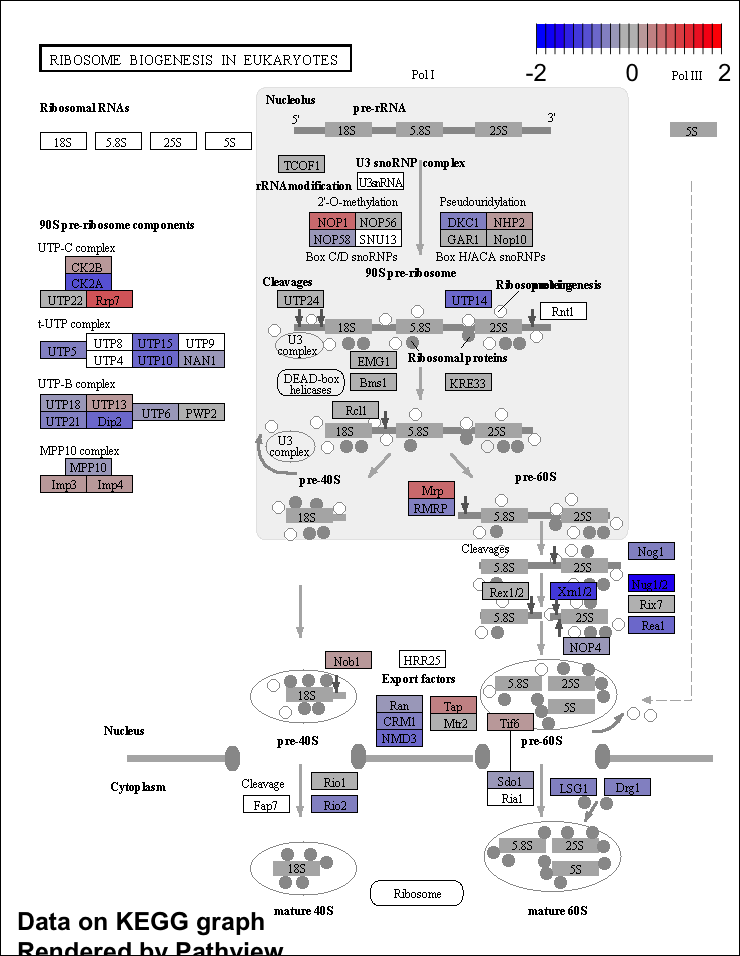 -2 0 2
RIBOSOME BIOGENESIS IN EUKARYOTES
Pol I
Pol III
Ribosomal RNAs
18S 5.8S 25S 5S
Nucleolus
pre-rRNA
5' 3'
18S 5.8S 25S
5S
TCOF1
U3 snoRNP complex
U3snRNA
rRNA modification
2'-O-methylation
Pseudouridylation
NOP1 NOP56
NOP58 SNU13
DKC1 NHP2
GAR1 Nop10
Box C/D snoRNPs
Box H/ACA snoRNPs
90S pre-ribosome components
UTP-C complex
CK2B
CK2A
UTP22 Rrp7
t-UTP complex
UTP5
UTP8 UTP15 UTP9
UTP4 UTP10 NAN1
UTP-B complex
UTP18 UTP13
UTP21 Dip2
UTP6 PWP2
MPP10 complex
MPP10
Imp3 Imp4
90S pre-ribosome
Cleavages
UTP24
UTP14
Rnt1
18S 5.8S 25S
U3
complex
Ribosomal proteins
EMG1
Bms1
DEAD-box
helicases
KRE33
Rcl1
18S 5.8S 25S
U3
complex
pre-40S
pre-60S
Mrp
RMRP
18S
5.8S 25S
Cleavages
5.8S 25S
Nog1
Rex1/2 Xrn1/2
Nug1/2
Rix7
Rea1
5.8S 25S
NOP4
Nob1
HRR25
Export factors
18S
Ran
CRM1
NMD3
Tap
Mtr2
Tif6
5.8S 25S
5S
Nucleus
pre-40S
pre-60S
Cytoplasm
Cleavage
Fap7
Rio1
Rio2
Sdo1
Ria1
LSG1
Drg1
18S
5.8S 25S
5S
Ribosome
mature 40S
mature 60S
Data on KEGG graph
Rendered by Pathview